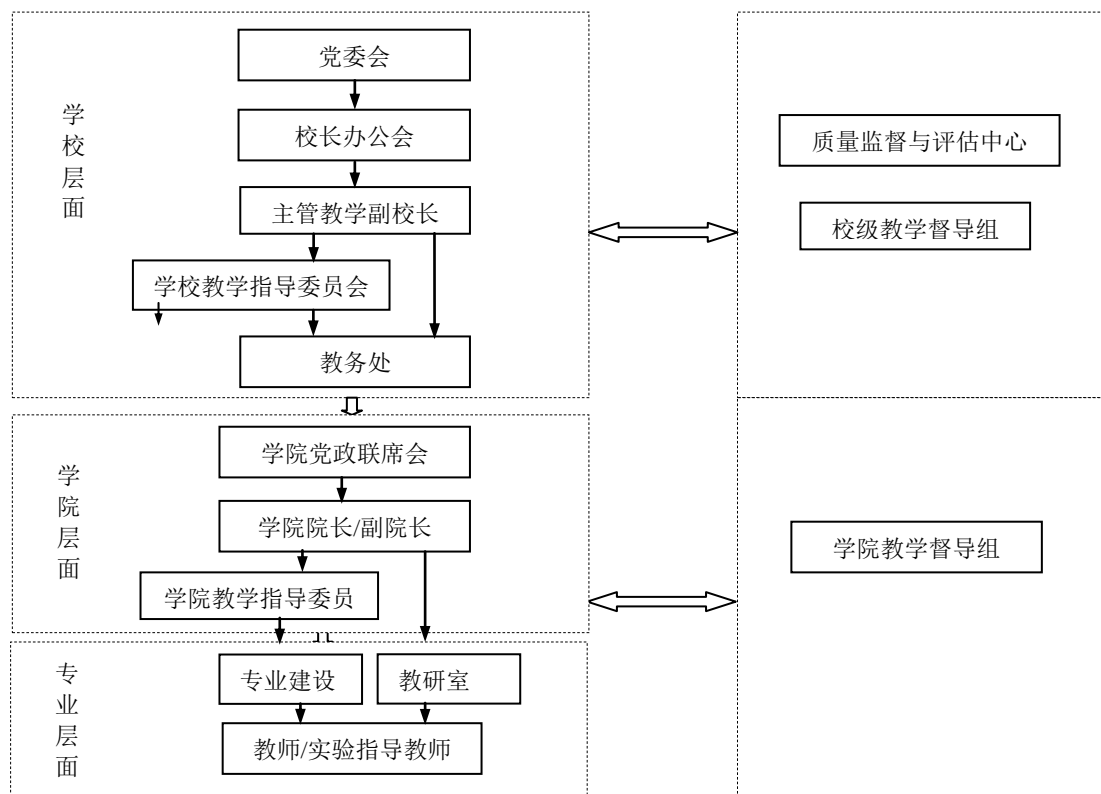 学校层面
党委会
校长办公会
主管教学副校长
学校教学指导委员会
教务处
质量监督与评估中心
校级教学督导组
学院层面
学院党政联席会
学院院长/副院长
学院教学指导委员
学院教学督导组
专业层面
专业建设
教研室
教师/实验指导教师